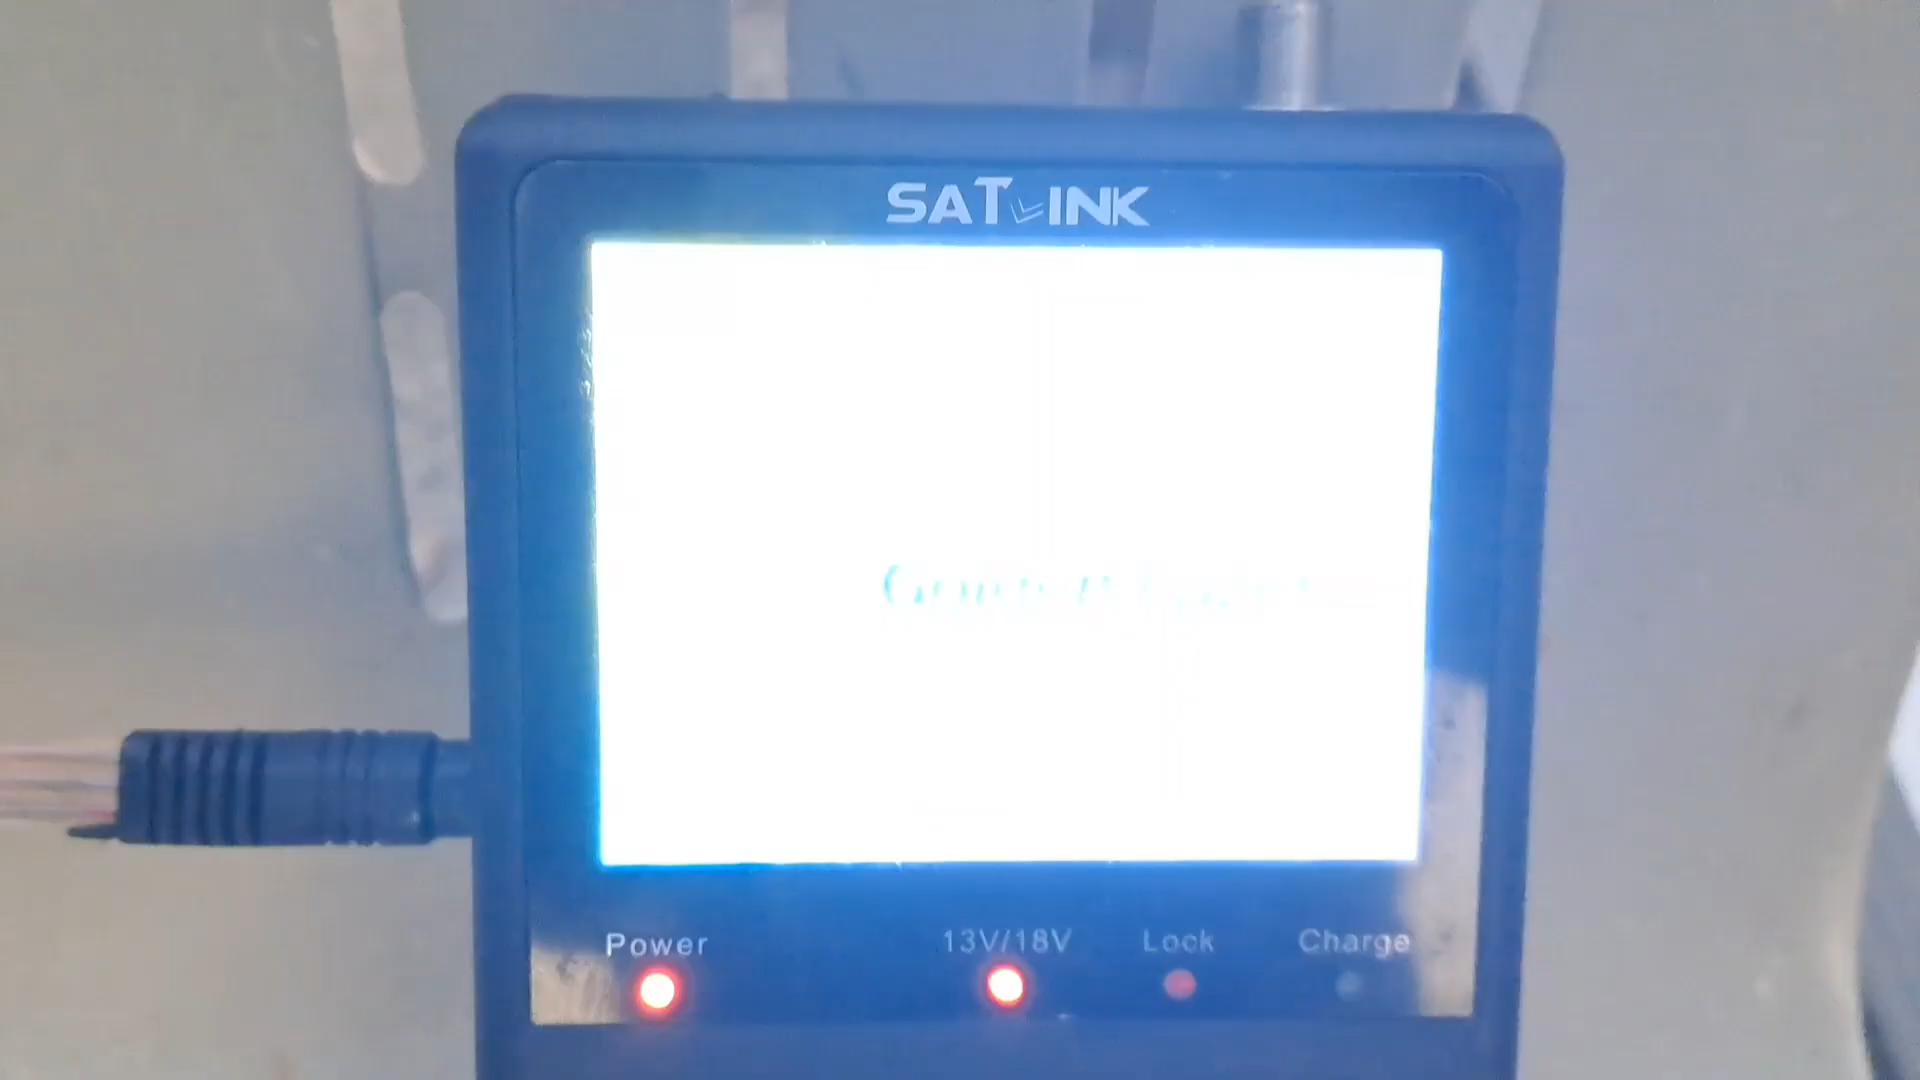 SATLINK
Power
13V/18V
Lock
Charge